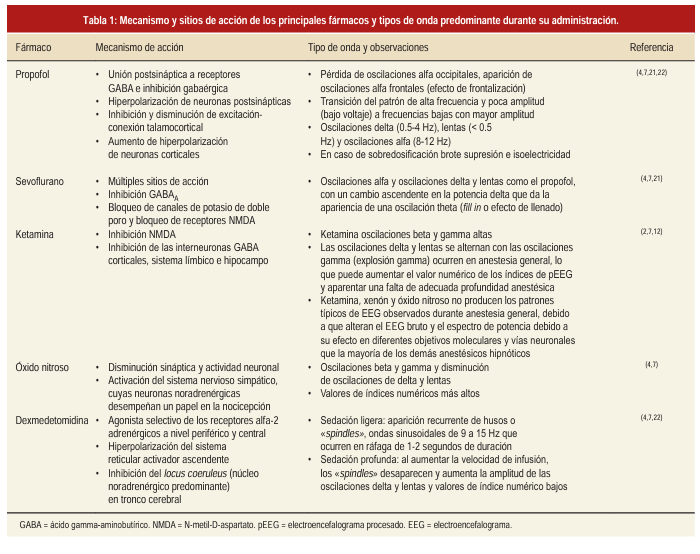 Tabla 1: Mecanismo y sitios de acción de los principales fármacos y tipos de onda predominante durante su administración.
Fármaco Mecanismo de acción Tipo de onda y observaciones Referencia
Propofol
• Unión postsináptica a receptores
GABA e inhibición gabaérgica
• Hiperpolarización de neuronas postsinápticas
• Inhibición y disminución de excitación-
conexión talamocortical
• Aumento de hiperpolarización
de neuronas corticales
• Pérdida de oscilaciones alfa occipitales, aparición de
oscilaciones alfa frontales (efecto de frontalización)
• Transición del patrón de alta frecuencia y poca amplitud
(bajo voltaje) a frecuencias bajas con mayor amplitud
• Oscilaciones delta (0.5-4 Hz), lentas (< 0.5
Hz) y oscilaciones alfa (8-12 Hz)
• En caso de sobredosificación brote supresión e isoelectricidad
(4,7,21,22)
Sevoflurano
• Múltiples sitios de acción
• Inhibición GABAA
• Bloqueo de canales de potasio de doble
poro y bloqueo de receptores NMDA
• Oscilaciones alfa y oscilaciones delta y lentas como el propofol,
con un cambio ascendente en la potencia delta que da la
apariencia de una oscilación theta (fill in o efecto de llenado)
(4,7,21)
Ketamina
• Inhibición NMDA
• Inhibición de las interneuronas GABA
corticales, sistema límbico e hipocampo
• Ketamina oscilaciones beta y gamma altas
• Las oscilaciones delta y lentas se alternan con las oscilaciones
gamma (explosión gamma) ocurren en anestesia general, lo
que puede aumentar el valor numérico de los índices de pEEG
y aparentar una falta de adecuada profundidad anestésica
• Ketamina, xenón y óxido nitroso no producen los patrones
típicos de EEG observados durante anestesia general, debido
a que alteran el EEG bruto y el espectro de potencia debido a
su efecto en diferentes objetivos moleculares y vías neuronales
que la mayoría de los demás anestésicos hipnóticos
(2,7,12)
Óxido nitroso
• Disminución sináptica y actividad neuronal
• Activación del sistema nervioso simpático,
cuyas neuronas noradrenérgicas
desempeñan un papel en la nocicepción
• Oscilaciones beta y gamma y disminución
de oscilaciones de delta y lentas
• Valores de índices numéricos más altos
(4,7)
Dexmedetomidina
• Agonista selectivo de los receptores alfa-2
adrenérgicos a nivel periférico y central
• Hiperpolarización del sistema
reticular activador ascendente
• Inhibición del locus coeruleus (núcleo
noradrenérgico predominante)
en tronco cerebral
• Sedación ligera: aparición recurrente de husos o
«spindles», ondas sinusoidales de 9 a 15 Hz que
ocurren en ráfaga de 1-2 segundos de duración
• Sedación profunda: al aumentar la velocidad de infusión,
los «spindles» desaparecen y aumenta la amplitud de las
oscilaciones delta y lentas y valores de índice numérico bajos
(4,7,22)
GABA = ácido gamma-aminobutírico. NMDA = N-metil-D-aspartato. pEEG = electroencefalograma procesado. EEG = electroencefalograma.